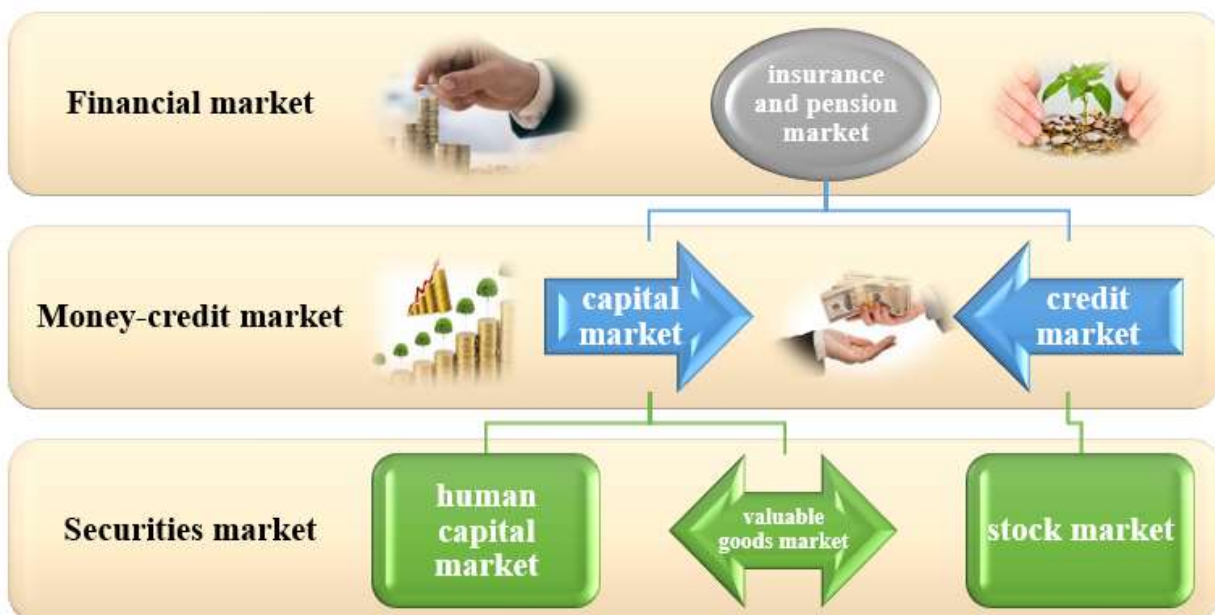 Financial market
insurance
and pension
market
Money-credit market
capital
market
credit
market
Securities market
human
capital
market
valuable
goods market
stock market